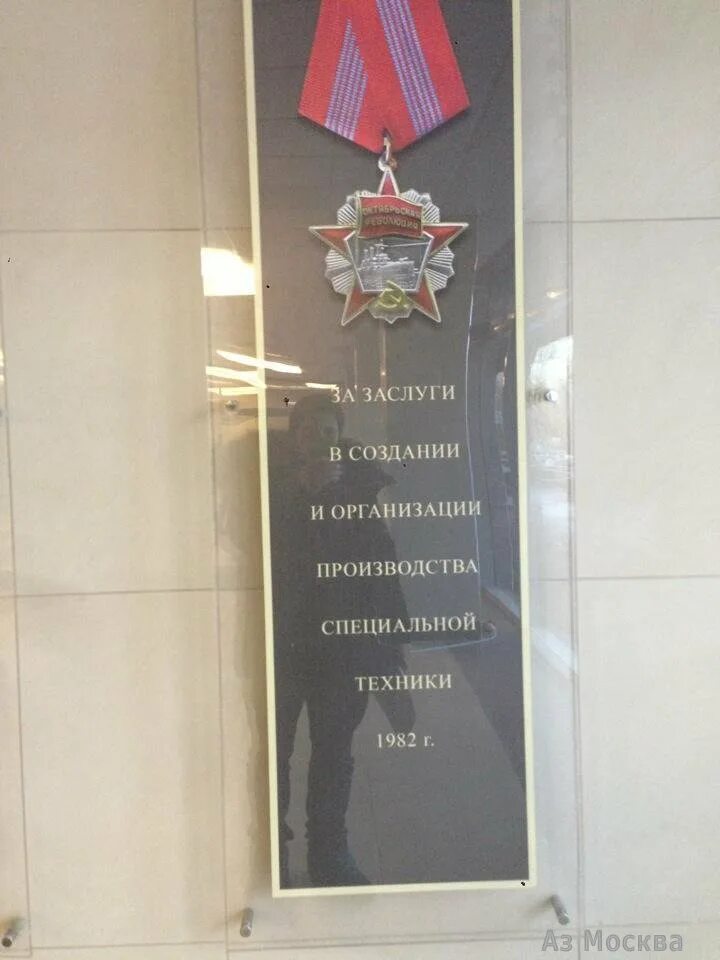 ОКТЯБРЬСКАЯ
РЕВОЛЮЦИЯ
ЗА ЗАСЛУГИ
В СОЗДАНИИ
И ОРГАНИЗАЦИИ
ПРОИЗВОДСТВА
СПЕЦИАЛЬНОЙ
ТЕХНИКИ
1982 г.
Аз Москва